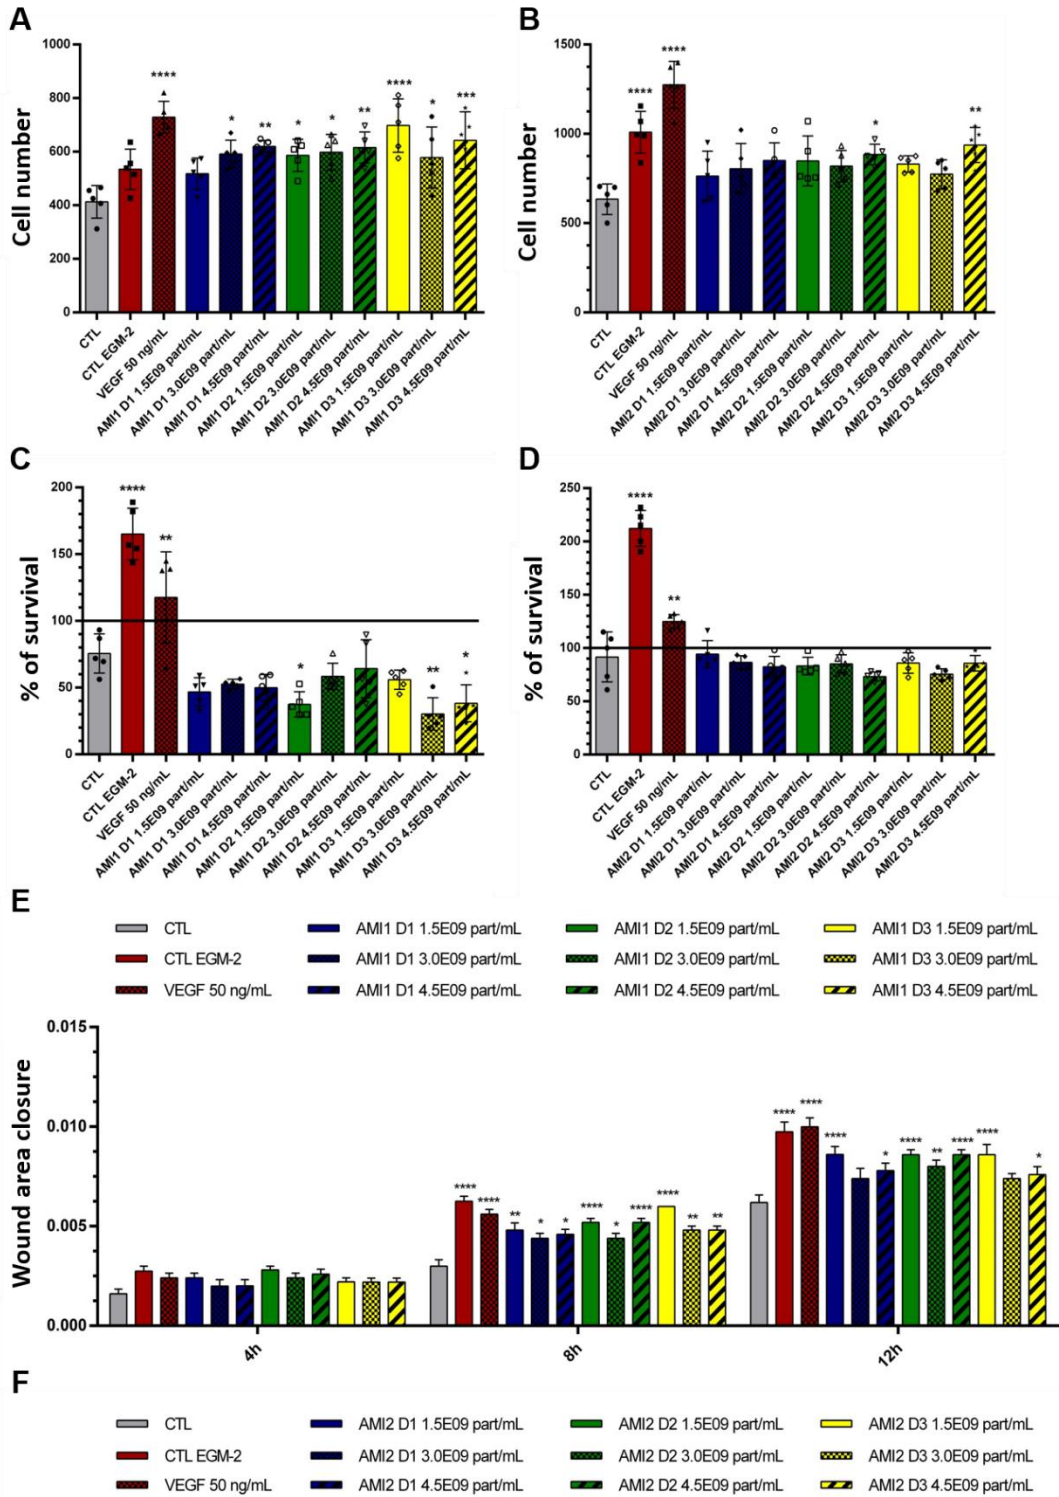 A
B
1000
800
600
400
200
0
Cell number
****
*
**
*
*
**
****
*
***
CTL
CTL EGM-2
VEGF 50 ng/mL
AMI1 D1 1.5E09 part/mL
AMI1 D1 3.0E09 part/mL
AMI1 D1 4.5E09 part/mL
AMI1 D2 1.5E09 part/mL
AMI1 D2 3.0E09 part/mL
AMI1 D2 4.5E09 part/mL
AMI1 D3 1.5E09 part/mL
AMI1 D3 3.0E09 part/mL
AMI1 D3 4.5E09 part/mL
1500
1000
500
0
Cell number
****
****
*
**
CTL
CTL EGM-2
VEGF 50 ng/mL
AMI2 D1 1.5E09 part/mL
AMI2 D1 3.0E09 part/mL
AMI2 D1 4.5E09 part/mL
AMI2 D2 1.5E09 part/mL
AMI2 D2 3.0E09 part/mL
AMI2 D2 4.5E09 part/mL
AMI2 D3 1.5E09 part/mL
AMI2 D3 3.0E09 part/mL
AMI2 D3 4.5E09 part/mL
C
D
200
150
100
50
0
% of survival
****
**
*
**
*
CTL
CTL EGM-2
VEGF 50 ng/mL
AMI1 D1 1.5E09 part/mL
AMI1 D1 3.0E09 part/mL
AMI1 D1 4.5E09 part/mL
AMI1 D2 1.5E09 part/mL
AMI1 D2 3.0E09 part/mL
AMI1 D2 4.5E09 part/mL
AMI1 D3 1.5E09 part/mL
AMI1 D3 3.0E09 part/mL
AMI1 D3 4.5E09 part/mL
250
200
150
100
50
0
% of survival
****
**
CTL
CTL EGM-2
VEGF 50 ng/mL
AMI2 D1 1.5E09 part/mL
AMI2 D1 3.0E09 part/mL
AMI2 D1 4.5E09 part/mL
AMI2 D2 1.5E09 part/mL
AMI2 D2 3.0E09 part/mL
AMI2 D2 4.5E09 part/mL
AMI2 D3 1.5E09 part/mL
AMI2 D3 3.0E09 part/mL
AMI2 D3 4.5E09 part/mL
E
CTL
AMI1 D1 1.5E09 part/mL
AMI1 D2 1.5E09 part/mL
AMI1 D3 1.5E09 part/mL
CTL EGM-2
AMI1 D1 3.0E09 part/mL
AMI1 D2 3.0E09 part/mL
AMI1 D3 3.0E09 part/mL
VEGF 50 ng/mL
AMI1 D1 4.5E09 part/mL
AMI1 D2 4.5E09 part/mL
AMI1 D3 4.5E09 part/mL
0.015
0.010
0.005
0.000
Wound area closure
****
****
**
*
*
****
*
****
****
**
**
****
****
****
*
****
**
****
****
*
4h
8h
12h
F
CTL
AMI2 D1 1.5E09 part/mL
AMI2 D2 1.5E09 part/mL
AMI2 D3 1.5E09 part/mL
CTL EGM-2
AMI2 D1 3.0E09 part/mL
AMI2 D2 3.0E09 part/mL
AMI2 D3 3.0E09 part/mL
VEGF 50 ng/mL
AMI2 D1 4.5E09 part/mL
AMI2 D2 4.5E09 part/mL
AMI2 D3 4.5E09 part/mL